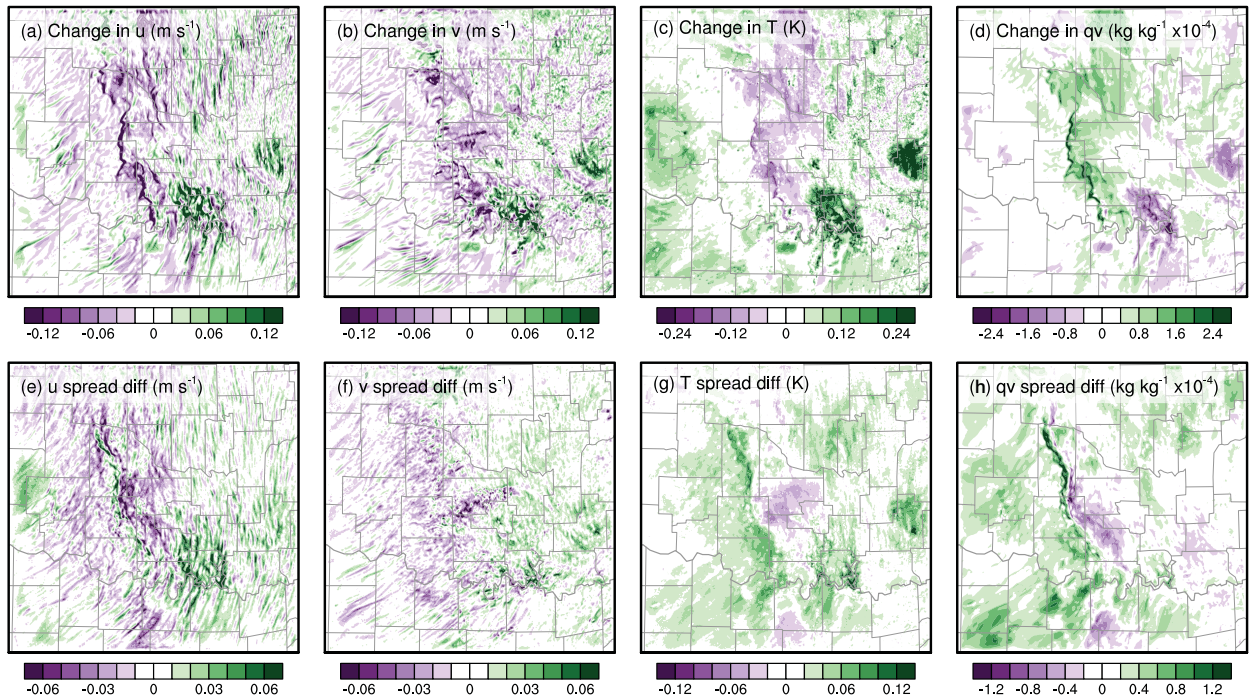 (a) Change in u (m s⁻¹)
(b) Change in v (m s⁻¹)
(c) Change in T (K)
(d) Change in qv (kg kg⁻¹ x10⁻⁴)
-0.12 -0.06 0 0.06 0.12
-0.12 -0.06 0 0.06 0.12
-0.24 -0.12 0 0.12 0.24
-2.4 -1.6 -0.8 0 0.8 1.6 2.4
(e) u spread diff (m s⁻¹)
(f) v spread diff (m s⁻¹)
(g) T spread diff (K)
(h) qv spread diff (kg kg⁻¹ x10⁻⁴)
-0.06 -0.03 0 0.03 0.06
-0.06 -0.03 0 0.03 0.06
-0.12 -0.06 0 0.06 0.12
-1.2 -0.8 -0.4 0 0.4 0.8 1.2